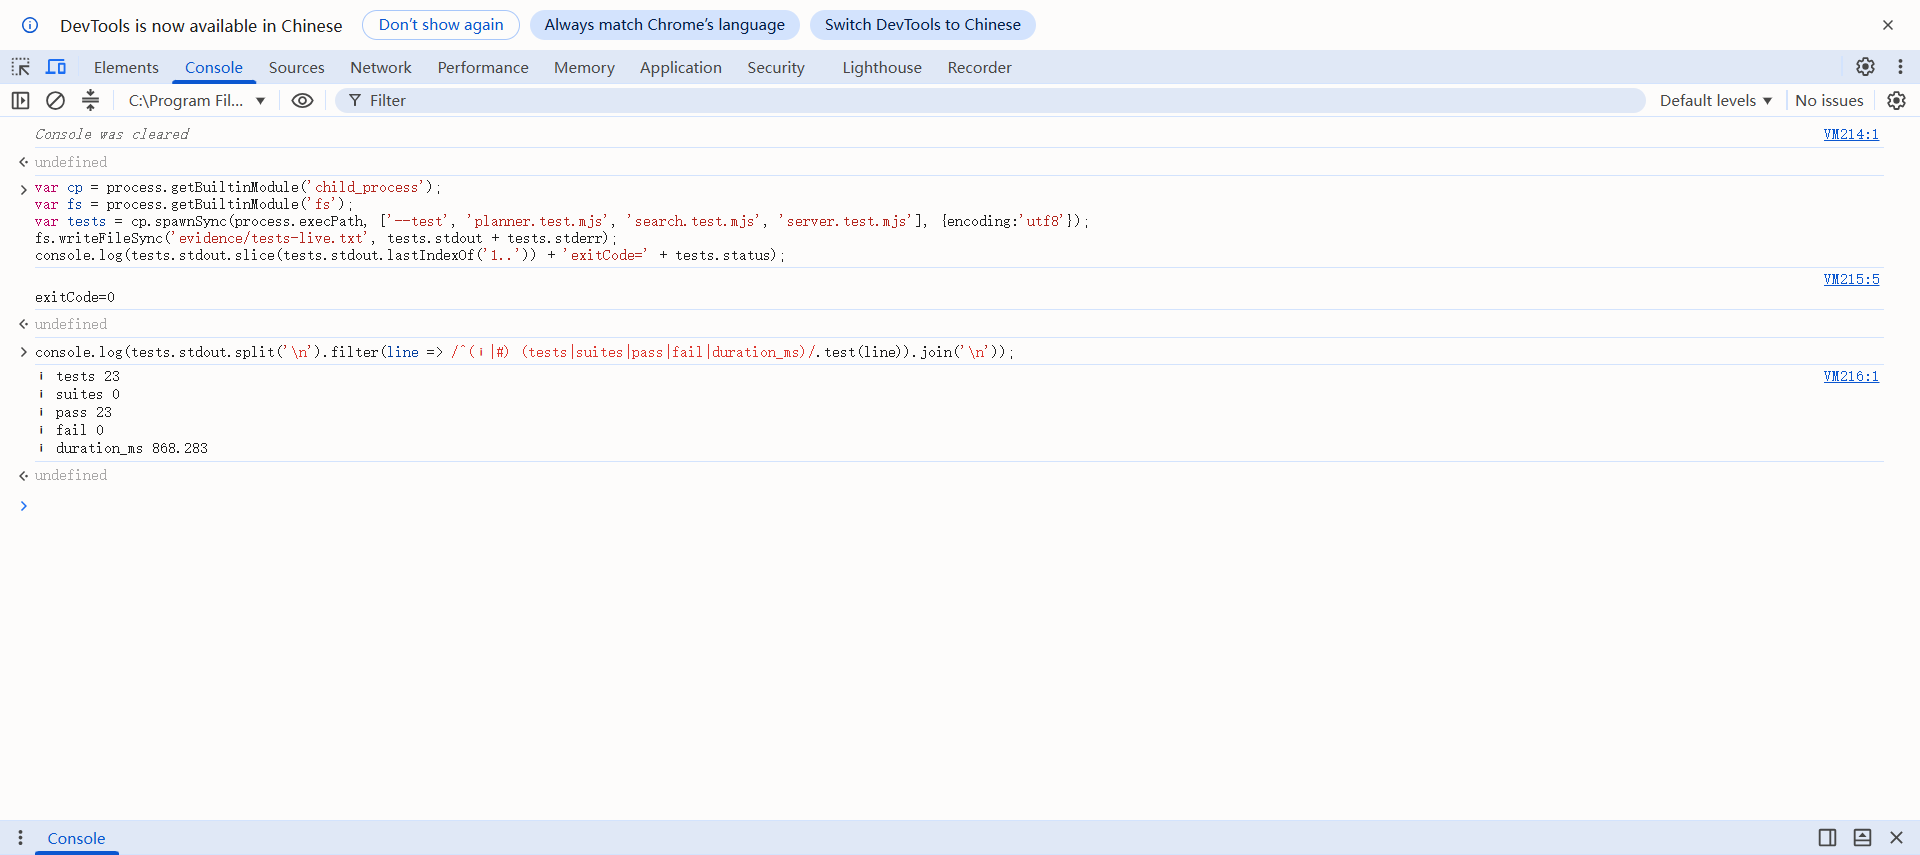 DevTools is now available in Chinese
Don't show again
Always match Chrome's language
Switch DevTools to Chinese
Elements Console Sources Network Performance Memory Application Security Lighthouse Recorder
C:\Program Fil... Filter Default levels No issues
Console was cleared VM214:1
undefined
var cp = process.getBuiltinModule('child_process');
var fs = process.getBuiltinModule('fs');
var tests = cp.spawnSync(process.execPath, ['--test', 'planner.test.mjs', 'search.test.mjs', 'server.test.mjs'], {encoding:'utf8'});
fs.writeFileSync('evidence/tests-live.txt', tests.stdout + tests.stderr);
console.log(tests.stdout.slice(tests.stdout.lastIndexOf('1..')) + 'exitCode=' + tests.status);
VM215:5
exitCode=0
undefined
console.log(tests.stdout.split('\n').filter(line => /^(ℹ|#) (tests|suites|pass|fail|duration_ms)/.test(line)).join('\n'));
ℹ tests 23 VM216:1
ℹ suites 0
ℹ pass 23
ℹ fail 0
ℹ duration_ms 868.283
undefined
Console